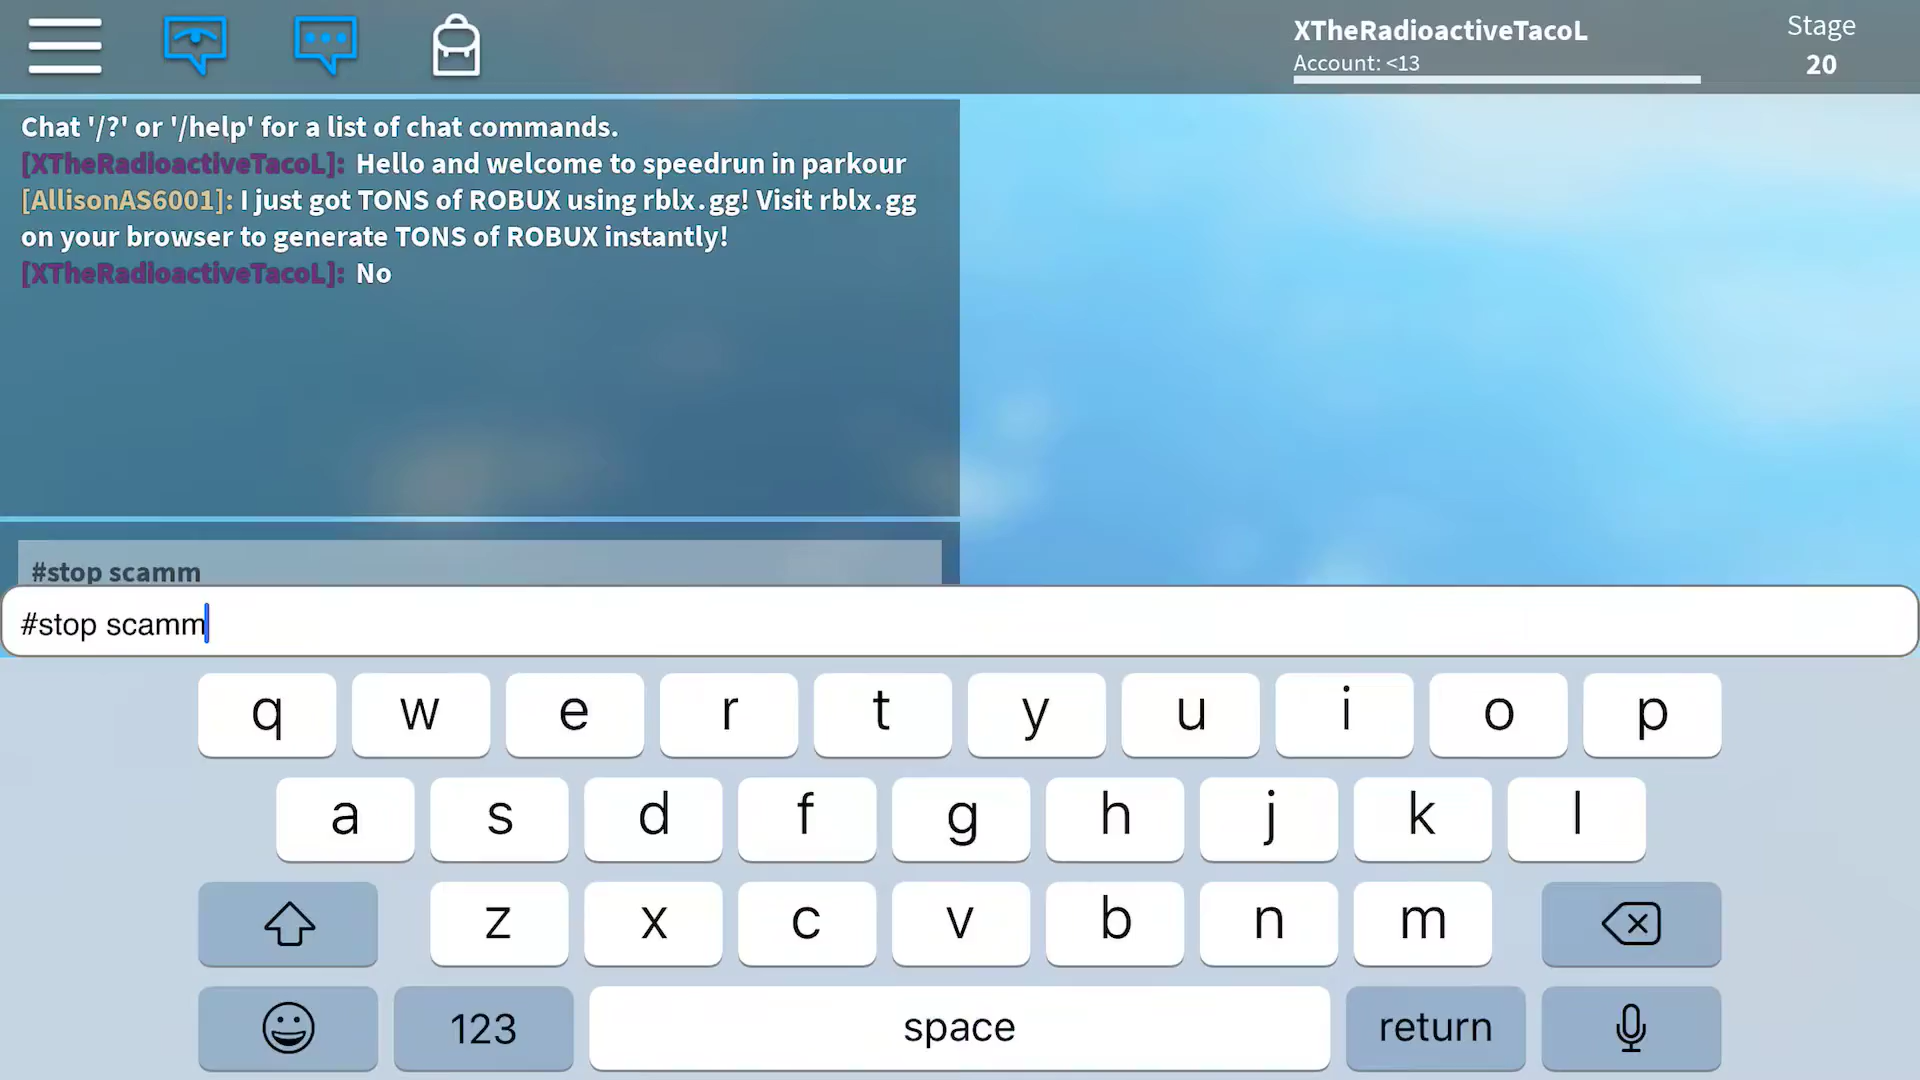 XTheRadioactiveTacoL
Account: <13
Stage
20
Chat '/?' or '/help' for a list of chat commands.
[XTheRadioactiveTacoL]: Hello and welcome to speedrun in parkour
[AllisonAS6001]: I just got TONS of ROBUX using rblx.gg! Visit rblx.gg
on your browser to generate TONS of ROBUX instantly!
[XTheRadioactiveTacoL]: No
#stop scamm
#stop scamm
q w e r t y u i o p
a s d f g h j k l
z x c v b n m
123 space return